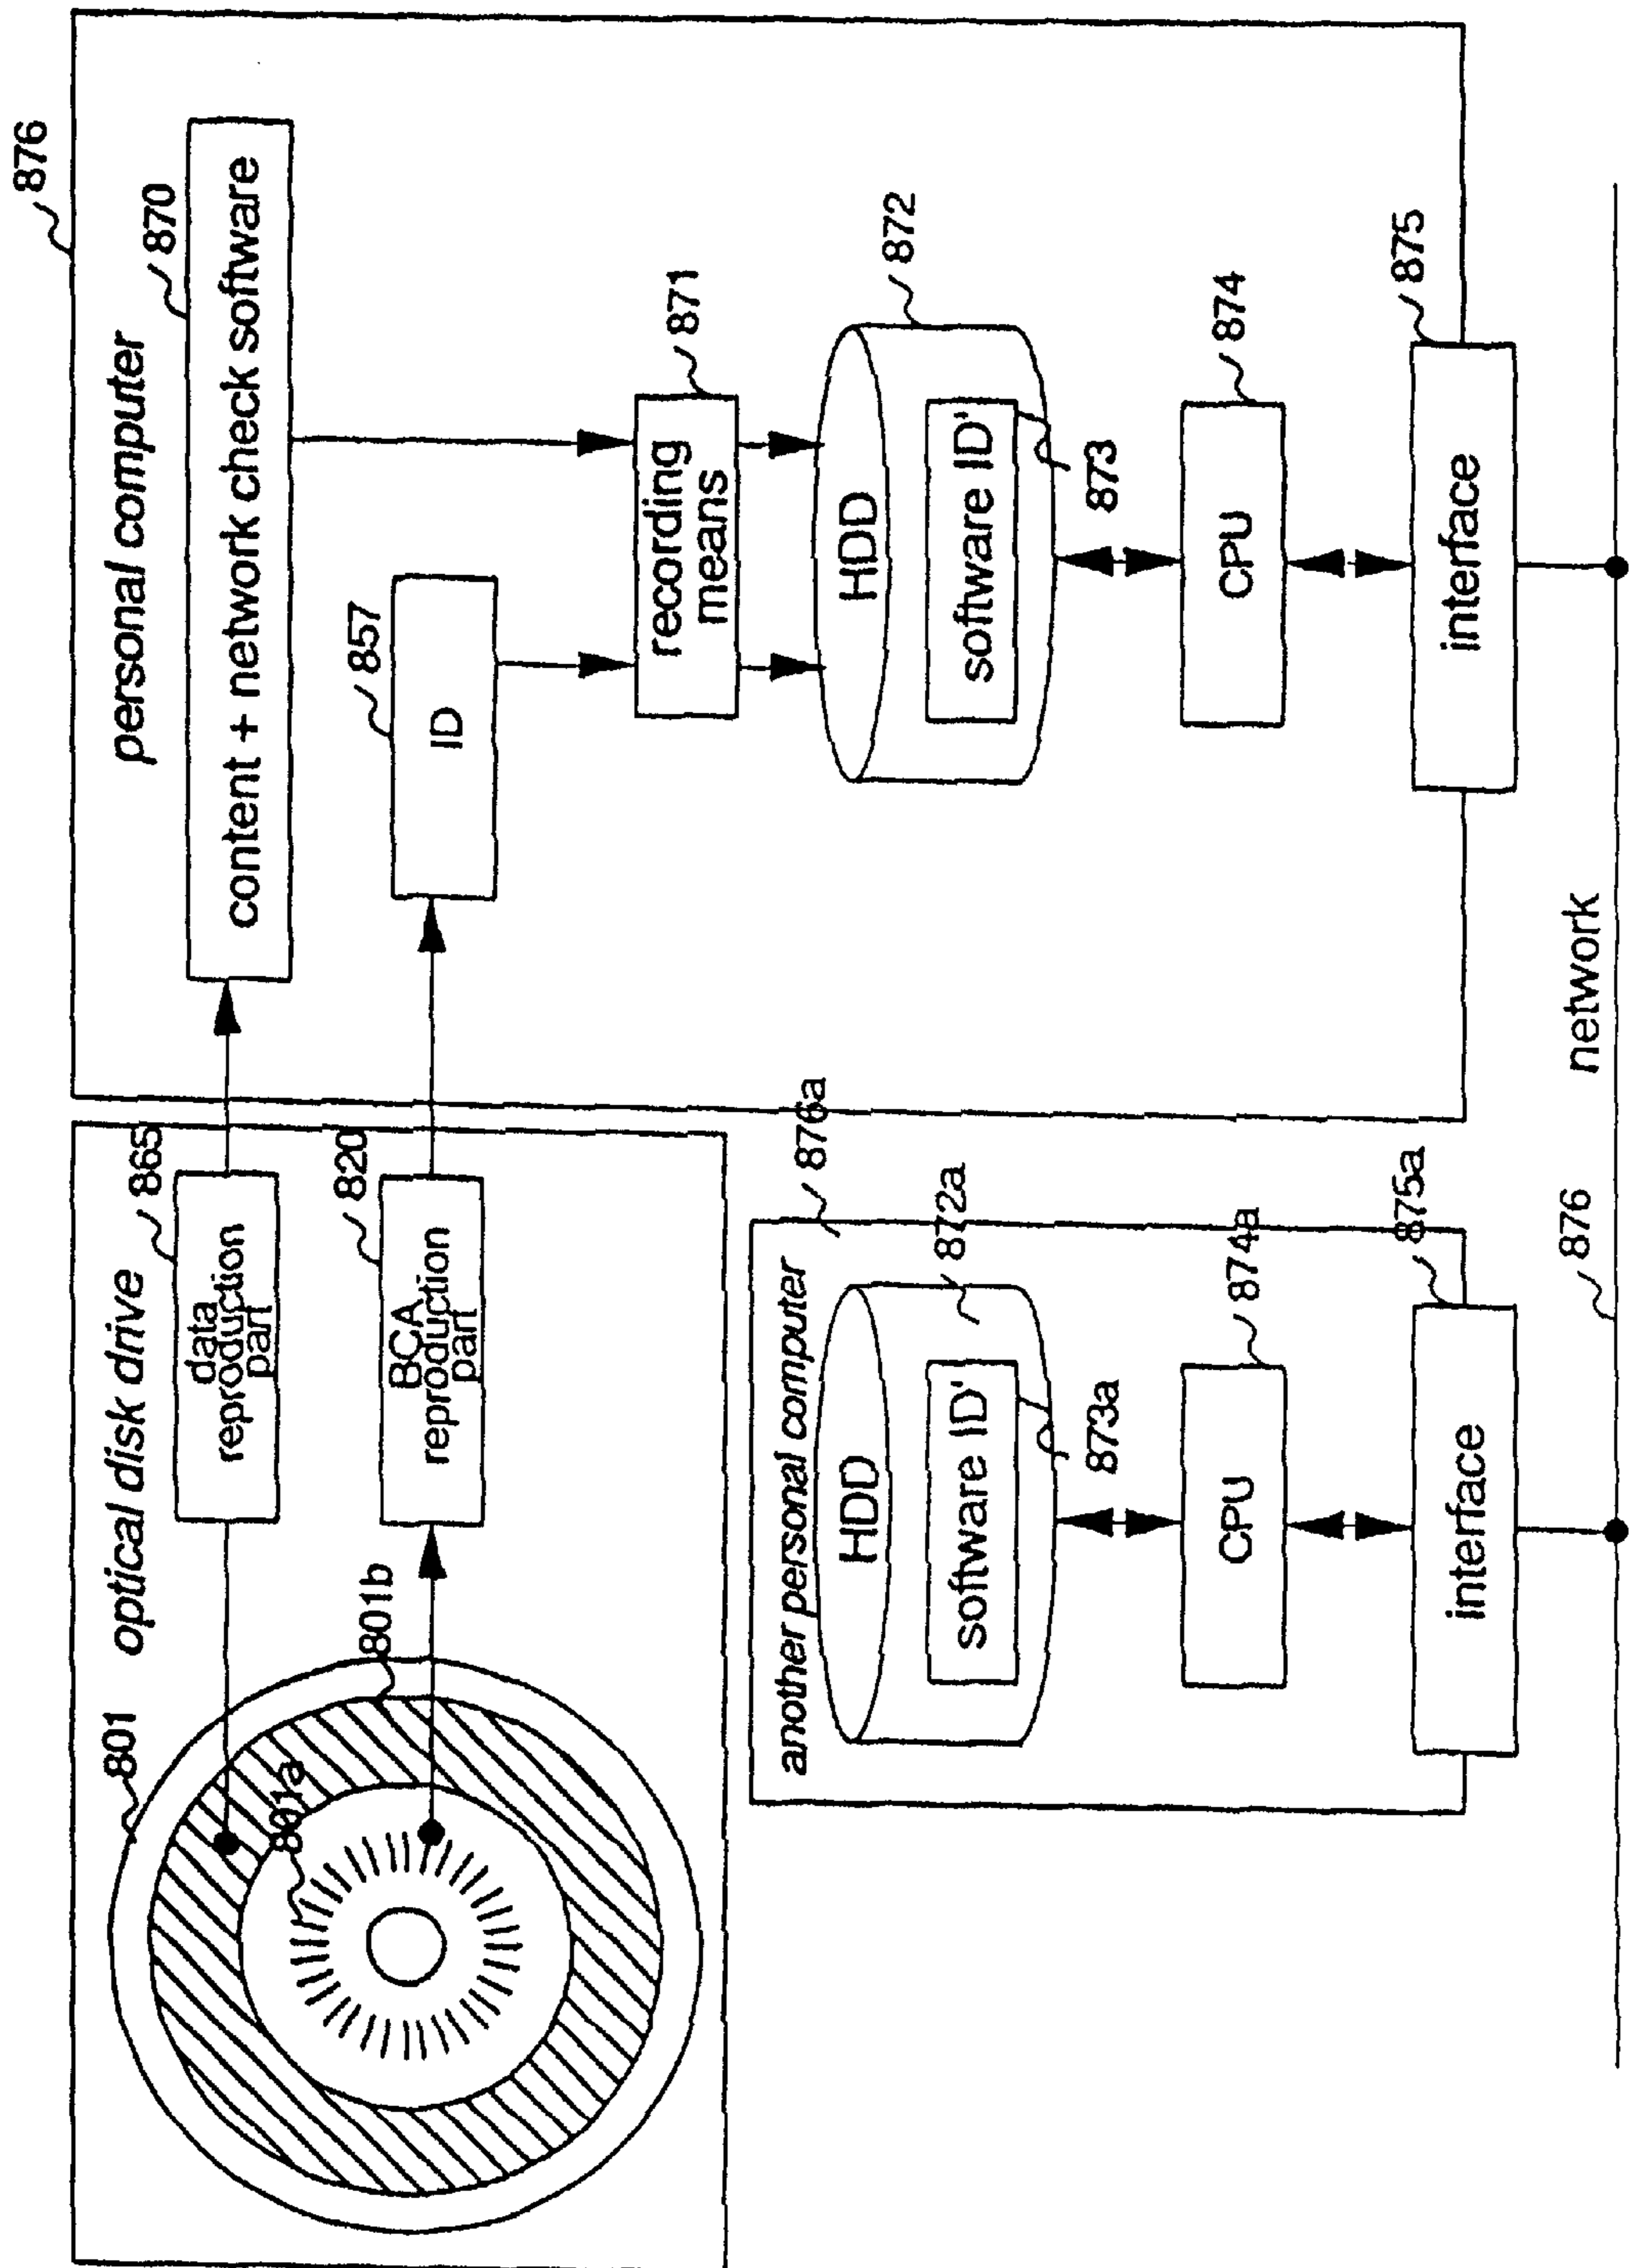 876
personal computer
870
content + network check software
857
ID
871
recording
means
872
HDD
software ID'
873
874
CPU
875
interface
optical disk drive
865
data
reproduction
part
820
BCA
reproduction
part
801
801a
801b
another personal computer
876a
872a
HDD
software ID'
873a
874a
CPU
875a
interface
network
876